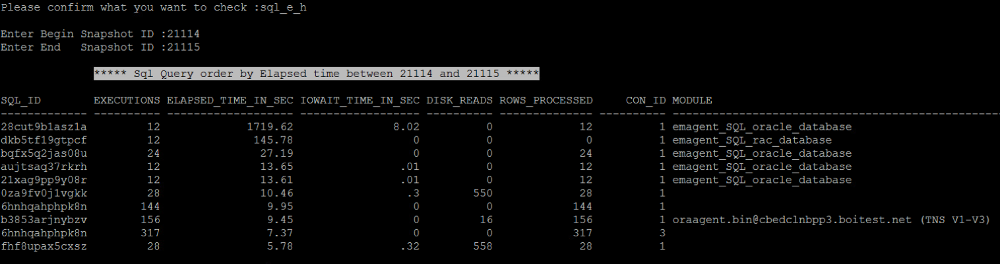 Please confirm what you want to check :sql_e_h
Enter Begin Snapshot ID :21114
Enter End   Snapshot ID :21115
***** Sql Query order by Elapsed time between 21114 and 21115 *****
SQL_ID        EXECUTIONS ELAPSED_TIME_IN_SEC IOWAIT_TIME_IN_SEC DISK_READS ROWS_PROCESSED     CON_ID MODULE
------------- ---------- ------------------- ------------------ ---------- -------------- ---------- -------------------------------------------------
28cut9b1asz1a         12             1719.62               8.02          0             12          1 emagent_SQL_oracle_database
dkb5tf19gtpcf         12              145.78                  0          0              0          1 emagent_SQL_rac_database
bqfx5q2jas08u         24               27.19                  0          0             24          1 emagent_SQL_oracle_database
aujtsaq37rkrh         12               13.65                .01          0             12          1 emagent_SQL_oracle_database
21xag9pp9y08r         12               13.61                .01          0             12          1 emagent_SQL_oracle_database
0za9fv0j1vgkk         28               10.46                 .3        550             28          1
6hnhqahphpk8n        144                9.95                  0          0            144          1
b3853arjnybzv        156                9.45                  0         16            156          1 oraagent.bin@cbedclnbpp3.boitest.net (TNS V1-V3)
6hnhqahphpk8n        317                7.37                  0          0            317          3
fhf8upax5cxsz         28                5.78                .32        558             28          1